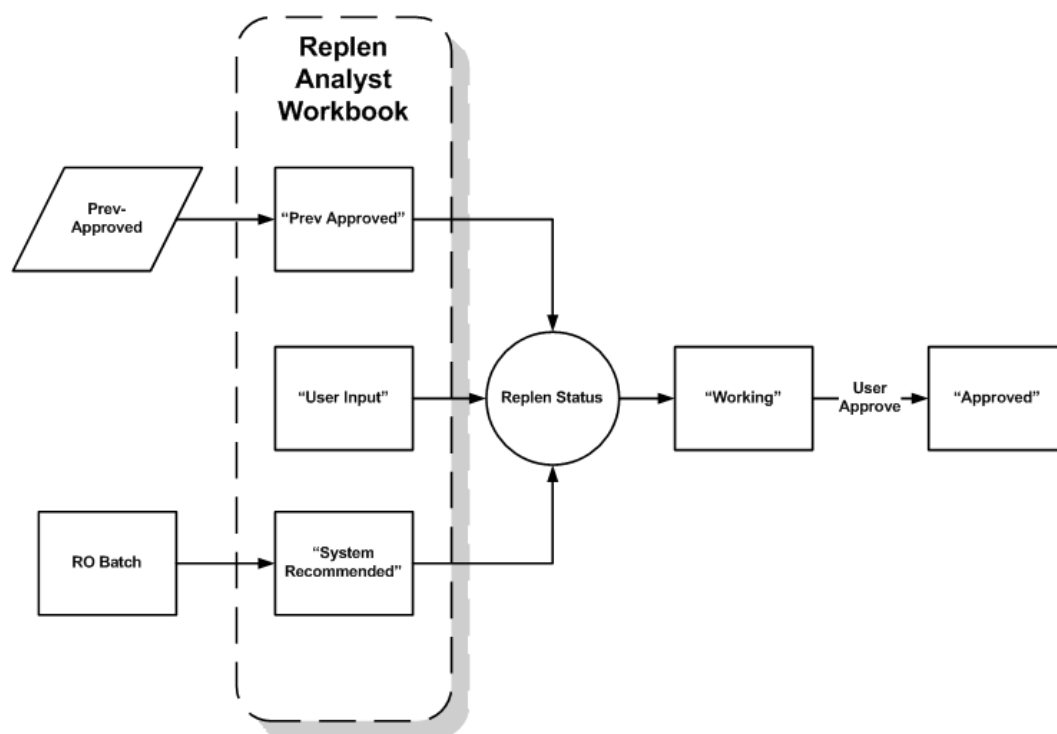 Replen
Analyst
Workbook
Prev-
Approved
“Prev Approved”
“User Input”
Replen Status
“Working”
User
Approve
“Approved”
RO Batch
“System
Recommended”